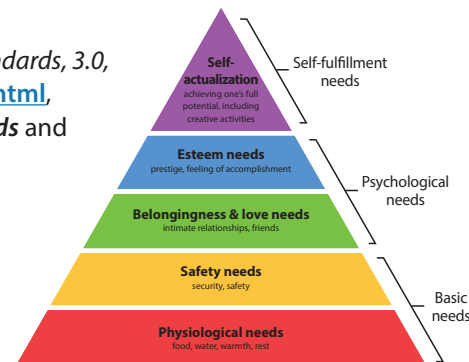 ndards, 3.0,
html,
ds and
Self-
actualization
achieving one's full
potential, including
creative activities
Self-fulfillment
needs
Esteem needs
prestige, feeling of accomplishment
Belongingness & love needs
intimate relationships, friends
Psychological
needs
Safety needs
security, safety
Physiological needs
food, water, warmth, rest
Basic
needs